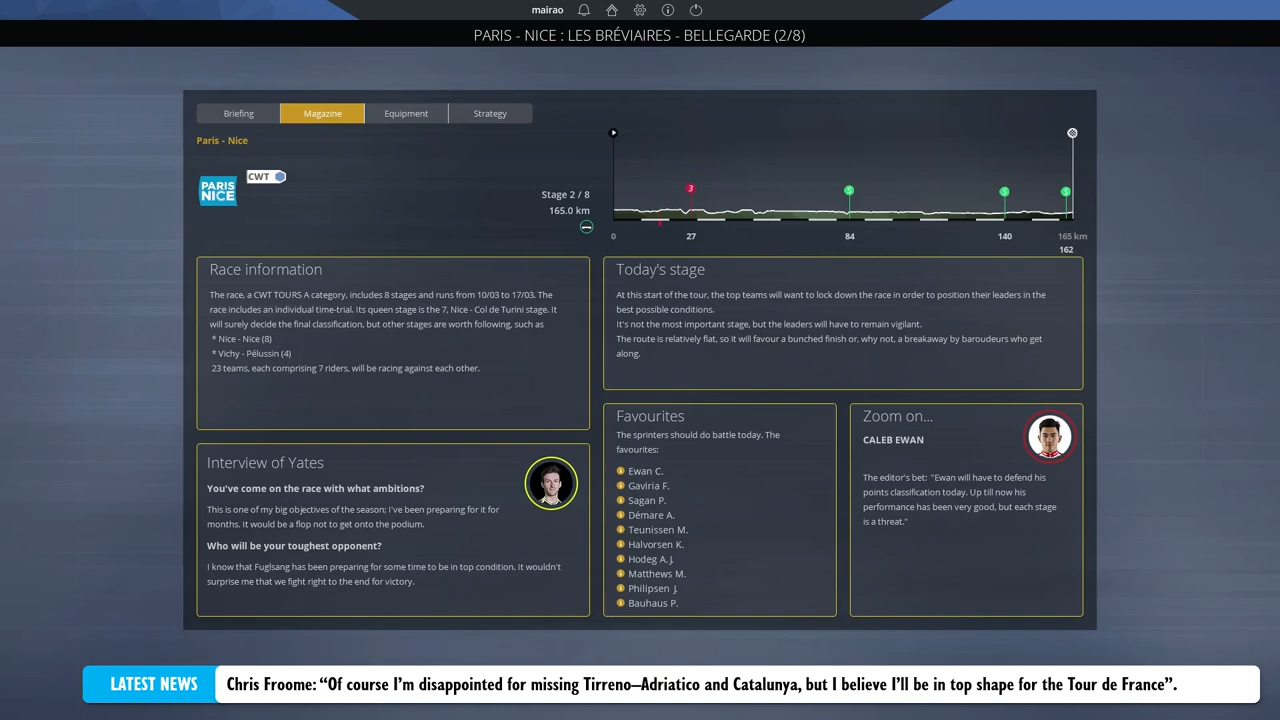 mairao
PARIS - NICE : LES BRÉVIAIRES - BELLEGARDE (2/8)
Briefing
Magazine
Equipment
Strategy
Paris - Nice
PARIS
NICE
CWT
Stage 2 / 8
165.0 km
3
S
S
S
0
27
84
140
165 km
162
Race information
The race, a CWT TOURS A category, includes 8 stages and runs from 10/03 to 17/03. The
race includes an individual time-trial. Its queen stage is the 7, Nice - Col de Turini stage. It
will surely decide the final classification, but other stages are worth following, such as
* Nice - Nice (8)
* Vichy - Pélussin (4)
23 teams, each comprising 7 riders, will be racing against each other.
Today's stage
At this start of the tour, the top teams will want to lock down the race in order to position their leaders in the
best possible conditions.
It's not the most important stage, but the leaders will have to remain vigilant.
The route is relatively flat, so it will favour a bunched finish or, why not, a breakaway by baroudeurs who get
along.
Interview of Yates
You've come on the race with what ambitions?
This is one of my big objectives of the season; I've been preparing for it for
months. It would be a flop not to get onto the podium.
Who will be your toughest opponent?
I know that Fuglsang has been preparing for some time to be in top condition. It wouldn't
surprise me that we fight right to the end for victory.
Favourites
The sprinters should do battle today. The
favourites:
Ewan C.
Gaviria F.
Sagan P.
Démare A.
Teunissen M.
Halvorsen K.
Hodeg A.J.
Matthews M.
Philipsen J.
Bauhaus P.
Zoom on...
CALEB EWAN
The editor's bet: "Ewan will have to defend his
points classification today. Up till now his
performance has been very good, but each stage
is a threat."
LATEST NEWS
Chris Froome: “Of course I’m disappointed for missing Tirreno–Adriatico and Catalunya, but I believe I’ll be in top shape for the Tour de France”.